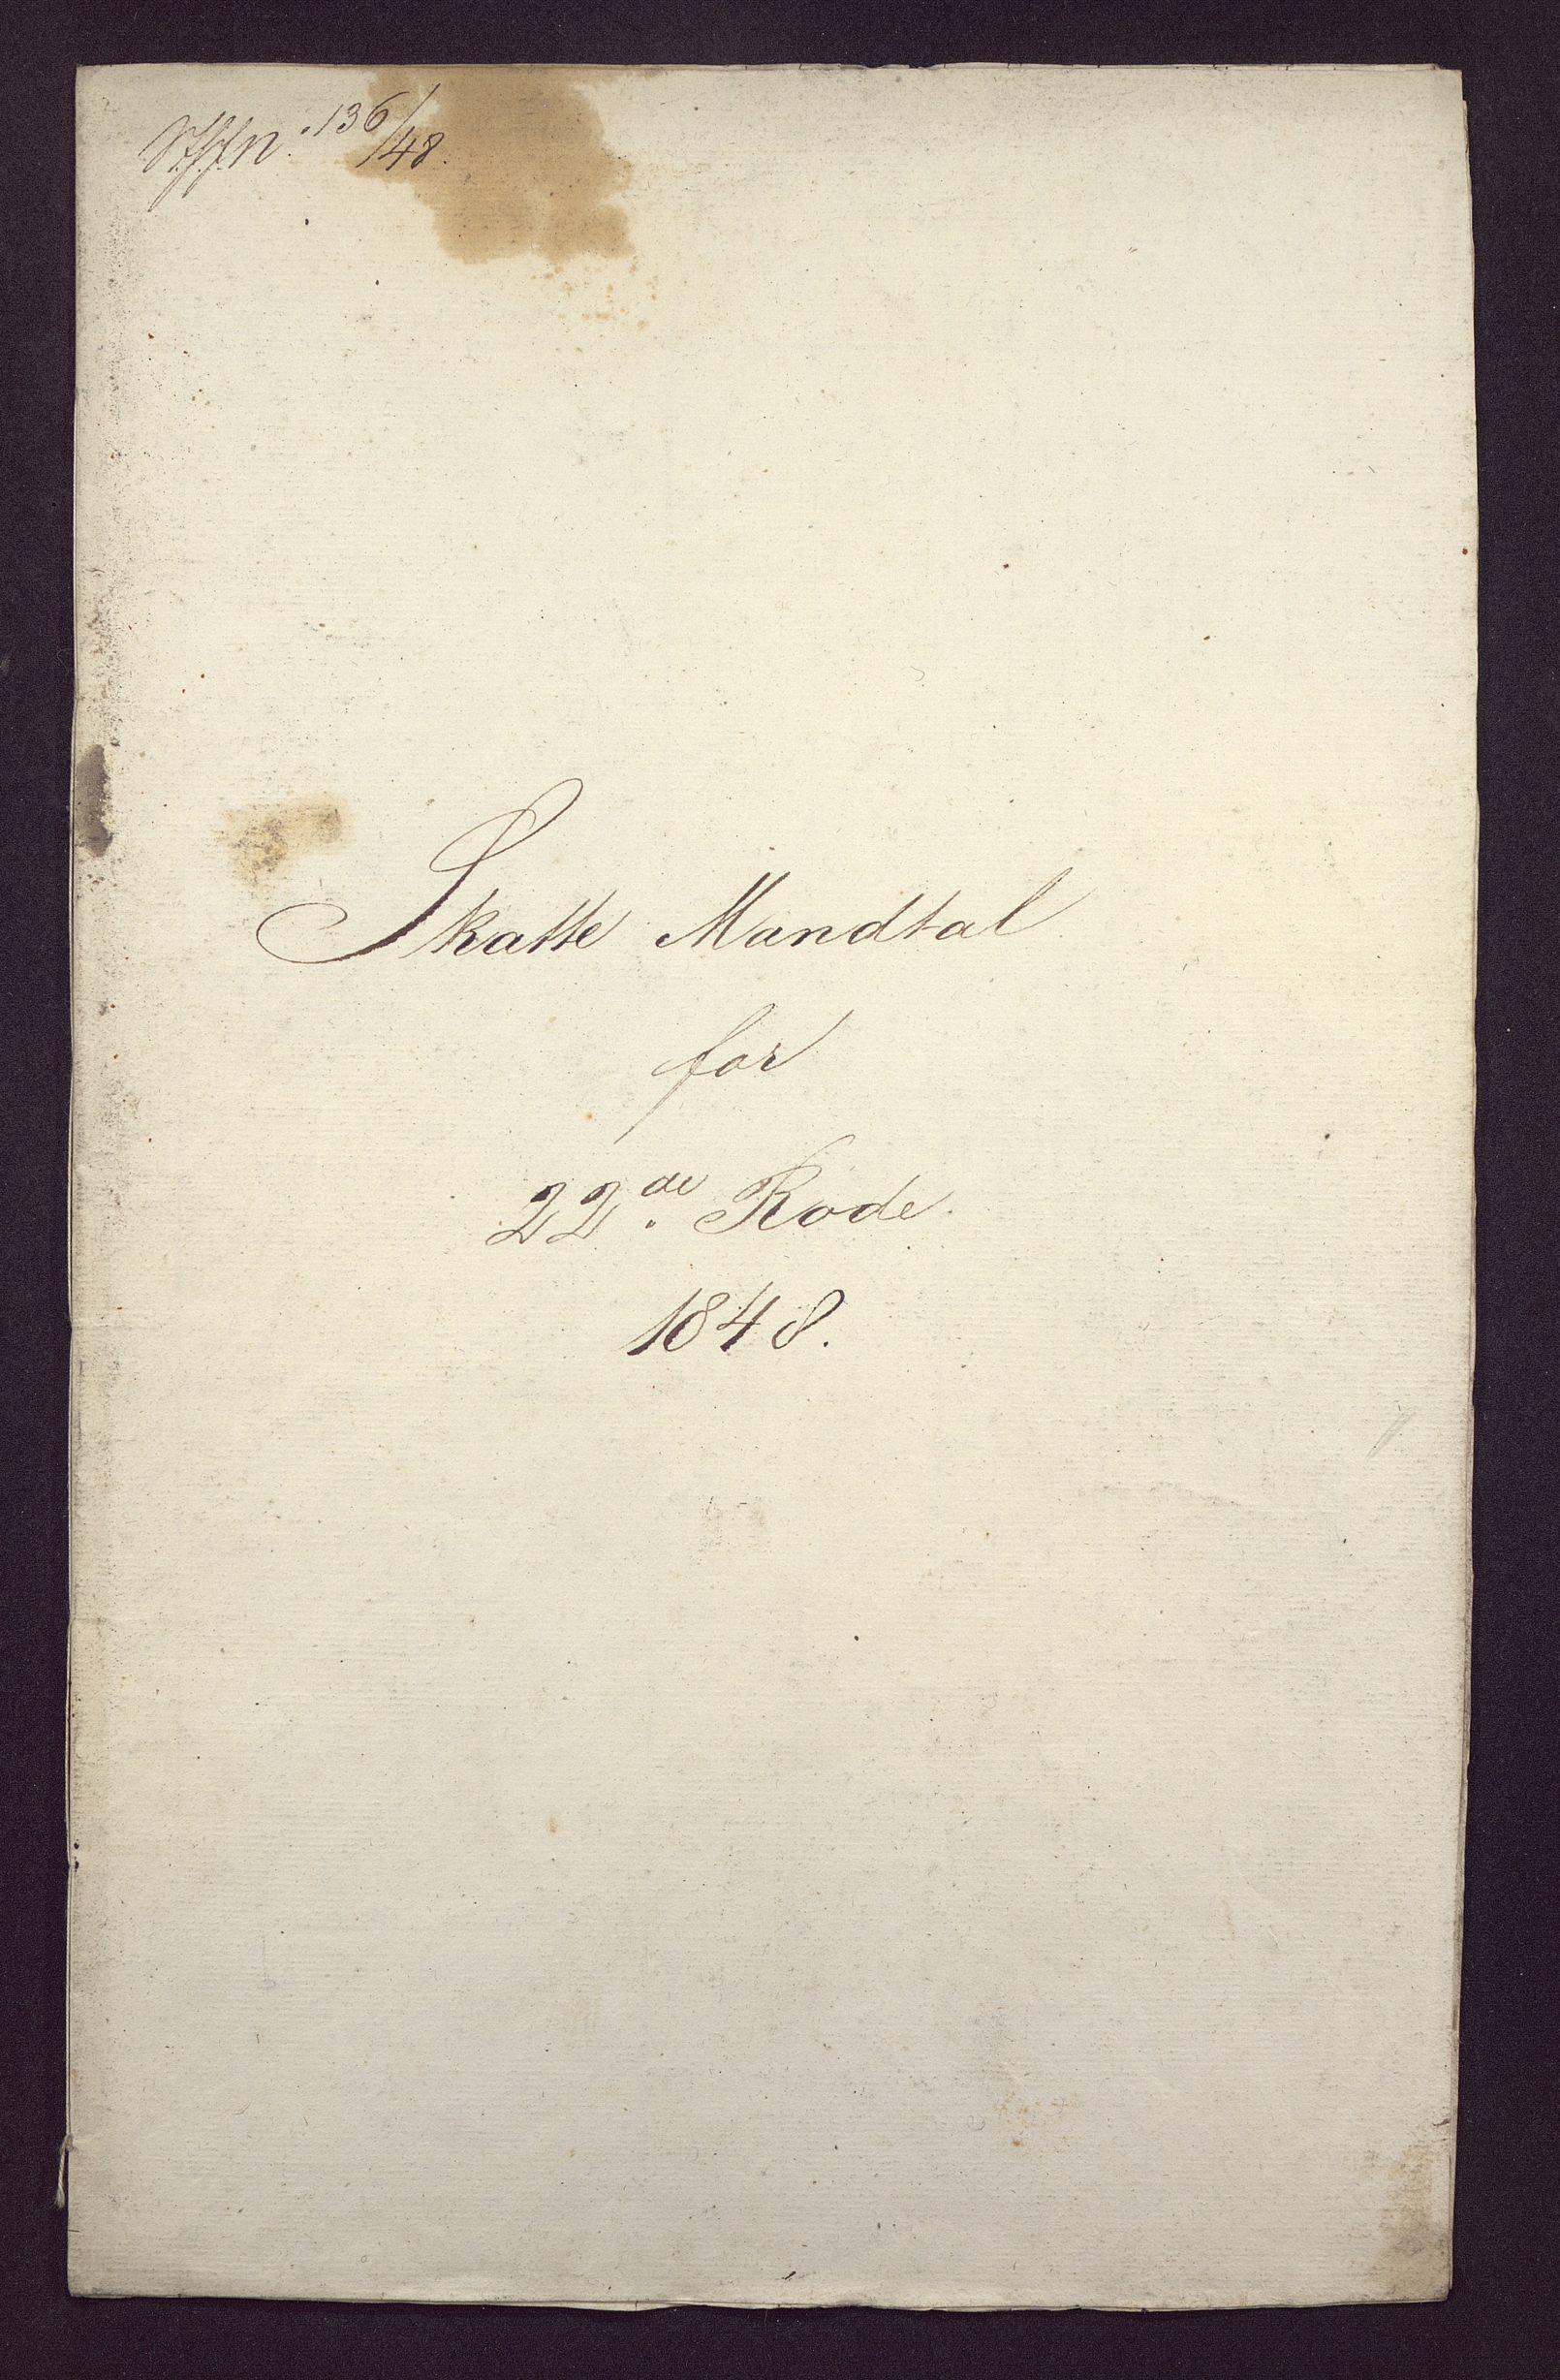 136/48.
Skatte Mandtal
for
22de Rode.
1848.